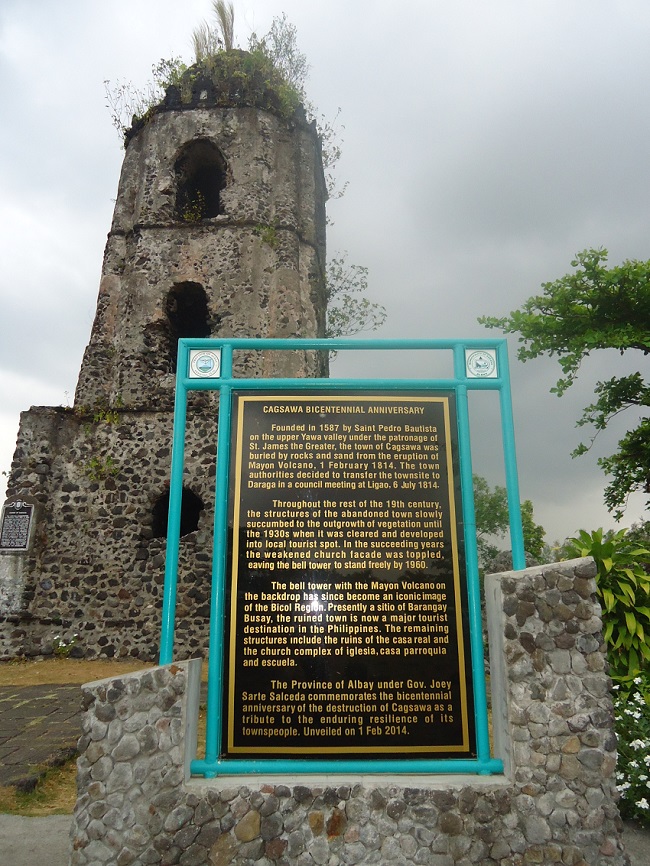 CAGSAWA BICENTENNIAL ANNIVERSARY
Founded in 1587 by Saint Pedro Bautista
on the upper Yawa valley under the patronage of
St. James the Greater, the town of Cagsawa was
buried by rocks and sand from the eruption of
Mayon Volcano, 1 February 1814. The town
authorities decided to transfer the townsite to
Daraga in a council meeting at Ligao. 6 July 1814.
Throughout the rest of the 19th century,
the structures of the abandoned town slowly
succumbed to the outgrowth of vegetation until
the 1930s when it was cleared and developed
into local tourist spot. In the succeeding years
the weakened church facade was toppled,
eaving the bell tower to stand freely by 1960.
The bell tower with the Mayon Volcano on
the backdrop has since become an iconic image
of the Bicol Region. Presently a sitio of Barangay
Busay, the ruined town is now a major tourist
destination in the Philippines. The remaining
structures include the ruins of the casa real and
the church complex of iglesia, casa parroquia
and escuela.
The Province of Albay under Gov. Joey
Sarte Salceda commemorates the bicentennial
anniversary of the destruction of Cagsawa as a
tribute to the enduring resilience of its
townspeople. Unveiled on 1 Feb 2014.